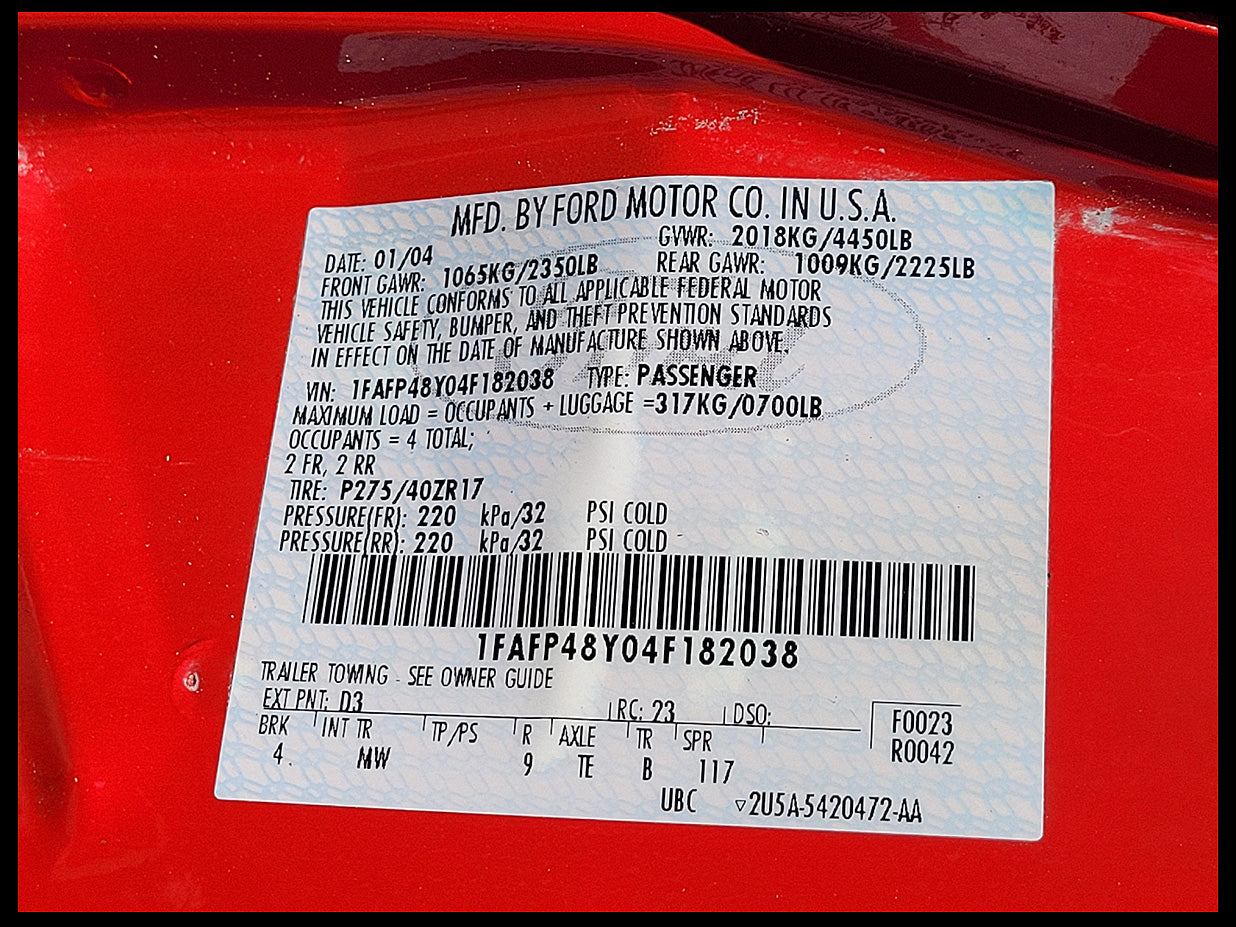 MFD. BY FORD MOTOR CO. IN U.S.A.
DATE: 01/04 GVWR: 2018KG/4450LB
FRONT GAWR: 1065KG/2350LB REAR GAWR: 1009KG/2225LB
THIS VEHICLE CONFORMS TO ALL APPLICABLE FEDERAL MOTOR
VEHICLE SAFETY, BUMPER, AND THEFT PREVENTION STANDARDS
IN EFFECT ON THE DATE OF MANUFACTURE SHOWN ABOVE.
VIN: 1FAFP48Y04F182038 TYPE: PASSENGER
MAXIMUM LOAD = OCCUPANTS + LUGGAGE =317KG/0700LB
OCCUPANTS = 4 TOTAL;
2 FR, 2 RR
TIRE: P275/40ZR17
PRESSURE(FR): 220 kPa/32 PSI COLD
PRESSURE(RR): 220 kPa/32 PSI COLD
1FAFP48Y04F182038
TRAILER TOWING - SEE OWNER GUIDE
EXT PNT: D3 RC: 23 DSO:
F0023
BRK INT TR TP/PS R AXLE TR SPR
R0042
4. MW 9 TE B 117
UBC ▽2U5A-5420472-AA